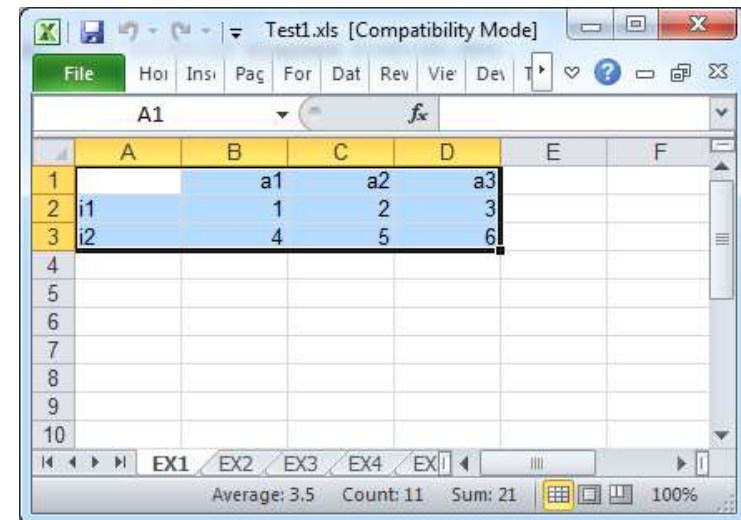 Test1.xls [Compatibility Mode]
File Hor Inse Pag For Dat Rev Vie Dev T
A1 fx
A B C D E F
1 a1 a2 a3
2 i1 1 2 3
3 i2 4 5 6
4
5
6
7
8
9
10
EX1 EX2 EX3 EX4 EX
Average: 3.5 Count: 11 Sum: 21 100%